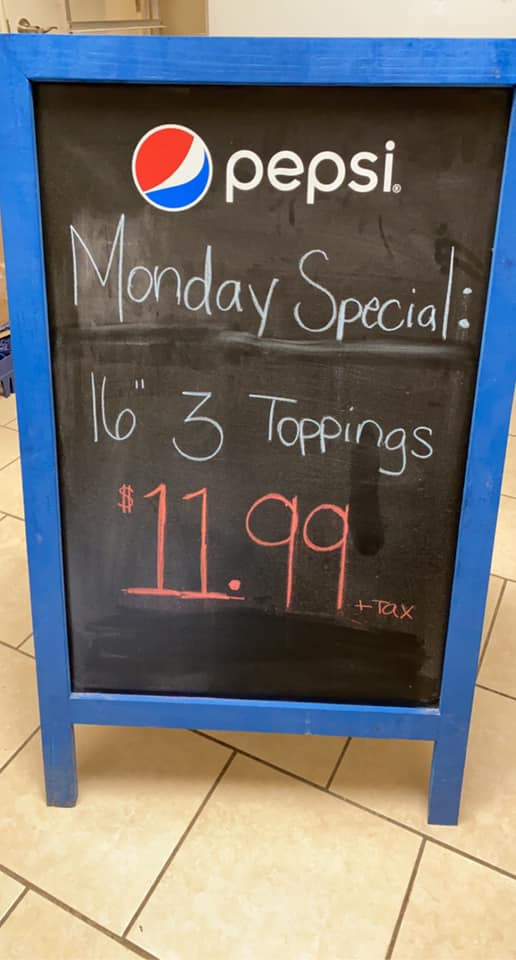 pepsi®
Monday Special:
16" 3 Toppings
$11.99 + Tax